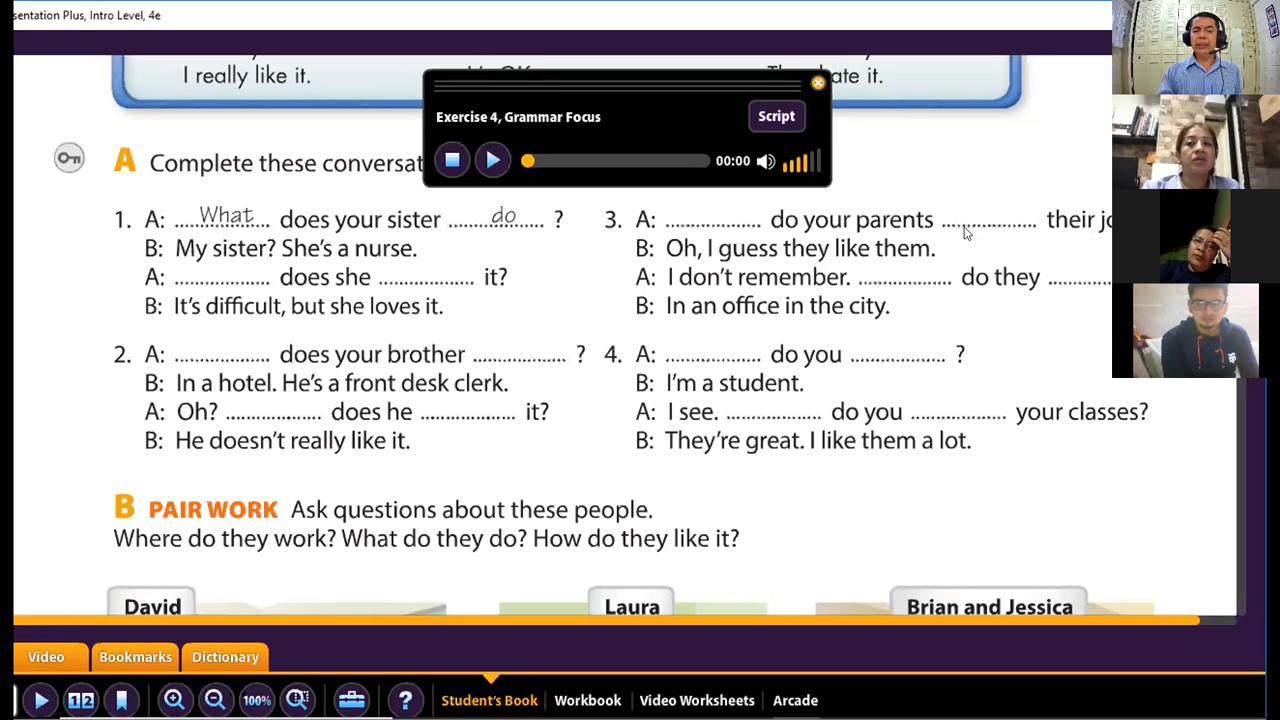 sentation Plus, Intro Level, 4e
I really like it.
ate it.
Exercise 4, Grammar Focus
Script
00:00
A Complete these conversat
1. A: What does your sister do ?
B: My sister? She's a nurse.
A: .................... does she .................... it?
B: It's difficult, but she loves it.
2. A: .................... does your brother .................... ?
B: In a hotel. He's a front desk clerk.
A: Oh? .................... does he .................... it?
B: He doesn't really like it.
3. A: .................... do your parents .................... their jo
B: Oh, I guess they like them.
A: I don't remember. .................... do they ..............
B: In an office in the city.
4. A: .................... do you .................... ?
B: I'm a student.
A: I see. .................... do you .................... your classes?
B: They're great. I like them a lot.
B PAIR WORK Ask questions about these people.
Where do they work? What do they do? How do they like it?
David
Laura
Brian and Jessica
Video
Bookmarks
Dictionary
12
100%
?
Student's Book
Workbook
Video Worksheets
Arcade